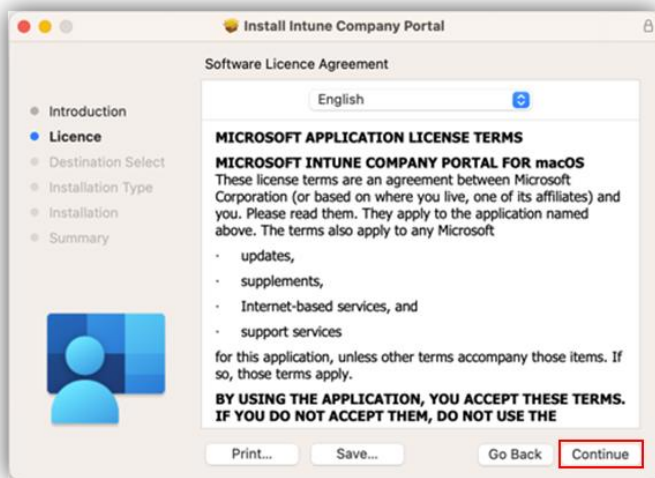 Install Intune Company Portal
Software Licence Agreement
Introduction
Licence
Destination Select
Installation Type
Installation
Summary
English
MICROSOFT APPLICATION LICENSE TERMS
MICROSOFT INTUNE COMPANY PORTAL FOR macOS
These license terms are an agreement between Microsoft
Corporation (or based on where you live, one of its affiliates) and
you. Please read them. They apply to the application named
above. The terms also apply to any Microsoft
· updates,
· supplements,
· Internet-based services, and
· support services
for this application, unless other terms accompany those items. If
so, those terms apply.
BY USING THE APPLICATION, YOU ACCEPT THESE TERMS.
IF YOU DO NOT ACCEPT THEM, DO NOT USE THE
Print... Save... Go Back Continue